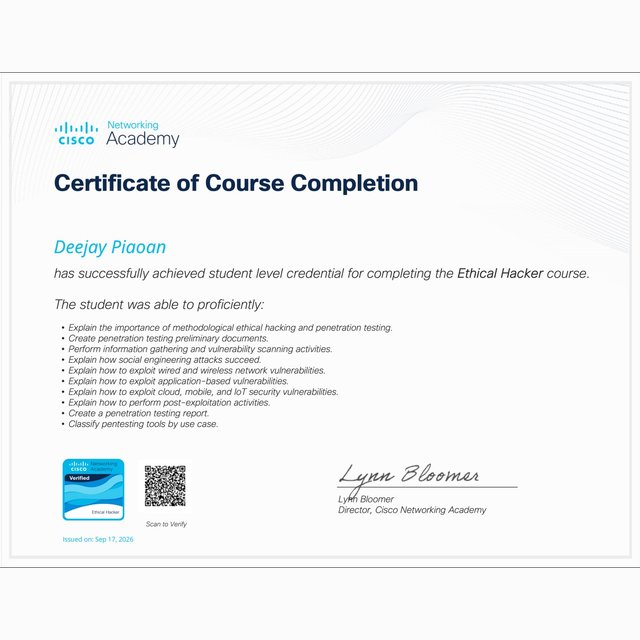 Networking
CISCO Academy
Certificate of Course Completion
Deejay Piaoan
has successfully achieved student level credential for completing the Ethical Hacker course.
The student was able to proficiently:
• Explain the importance of methodological ethical hacking and penetration testing.
• Create penetration testing preliminary documents.
• Perform information gathering and vulnerability scanning activities.
• Explain how social engineering attacks succeed.
• Explain how to exploit wired and wireless network vulnerabilities.
• Explain how to exploit application-based vulnerabilities.
• Explain how to exploit cloud, mobile, and IoT security vulnerabilities.
• Explain how to perform post-exploitation activities.
• Create a penetration testing report.
• Classify pentesting tools by use case.
Networking
CISCO Academy
Verified
Ethical Hacker
Scan to Verify
Issued on: Sep 17, 2026
Lynn Bloomer
Lynn Bloomer
Director, Cisco Networking Academy